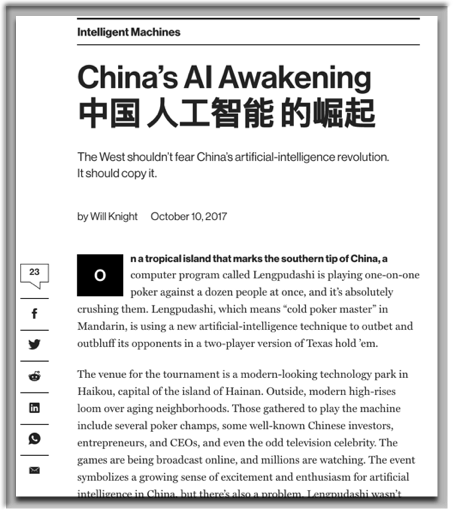 Intelligent Machines
China's AI Awakening
中国 人工智能 的崛起
The West shouldn't fear China's artificial-intelligence revolution.
It should copy it.
by Will Knight October 10, 2017
23
On a tropical island that marks the southern tip of China, a
computer program called Lengpudashi is playing one-on-one
poker against a dozen people at once, and it's absolutely
crushing them. Lengpudashi, which means “cold poker master” in
Mandarin, is using a new artificial-intelligence technique to outbet and
outbluff its opponents in a two-player version of Texas hold ’em.
The venue for the tournament is a modern-looking technology park in
Haikou, capital of the island of Hainan. Outside, modern high-rises
loom over aging neighborhoods. Those gathered to play the machine
include several poker champs, some well-known Chinese investors,
entrepreneurs, and CEOs, and even the odd television celebrity. The
games are being broadcast online, and millions are watching. The event
symbolizes a growing sense of excitement and enthusiasm for artificial
intelligence in China, but there's also a problem. Lengpudashi wasn't